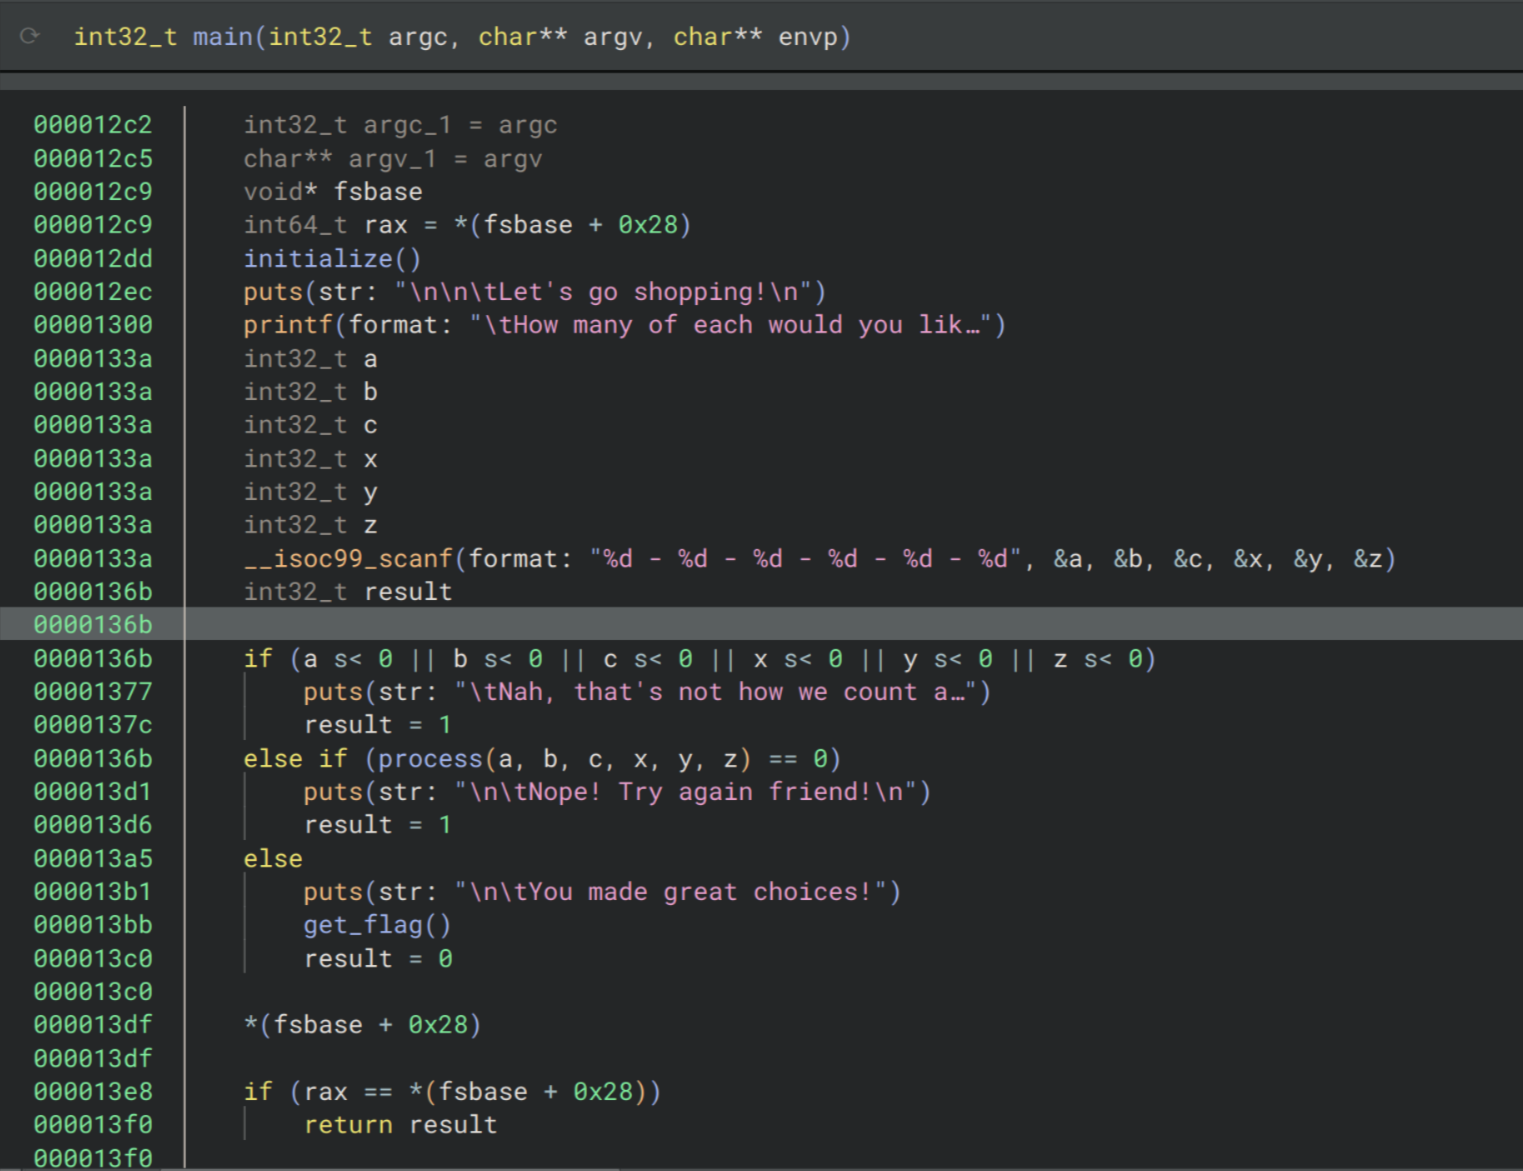 int32_t main(int32_t argc, char** argv, char** envp)
000012c2 int32_t argc_1 = argc
000012c5 char** argv_1 = argv
000012c9 void* fsbase
000012c9 int64_t rax = *(fsbase + 0x28)
000012dd initialize()
000012ec puts(str: "\n\n\tLet's go shopping!\n")
00001300 printf(format: "\tHow many of each would you lik…")
0000133a int32_t a
0000133a int32_t b
0000133a int32_t c
0000133a int32_t x
0000133a int32_t y
0000133a int32_t z
0000133a __isoc99_scanf(format: "%d - %d - %d - %d - %d - %d", &a, &b, &c, &x, &y, &z)
0000136b int32_t result
0000136b
0000136b if (a s< 0 || b s< 0 || c s< 0 || x s< 0 || y s< 0 || z s< 0)
00001377 puts(str: "\tNah, that's not how we count a…")
0000137c result = 1
0000136b else if (process(a, b, c, x, y, z) == 0)
000013d1 puts(str: "\n\tNope! Try again friend!\n")
000013d6 result = 1
000013a5 else
000013b1 puts(str: "\n\tYou made great choices!")
000013bb get_flag()
000013c0 result = 0
000013c0
000013df *(fsbase + 0x28)
000013df
000013e8 if (rax == *(fsbase + 0x28))
000013f0 return result
000013f0